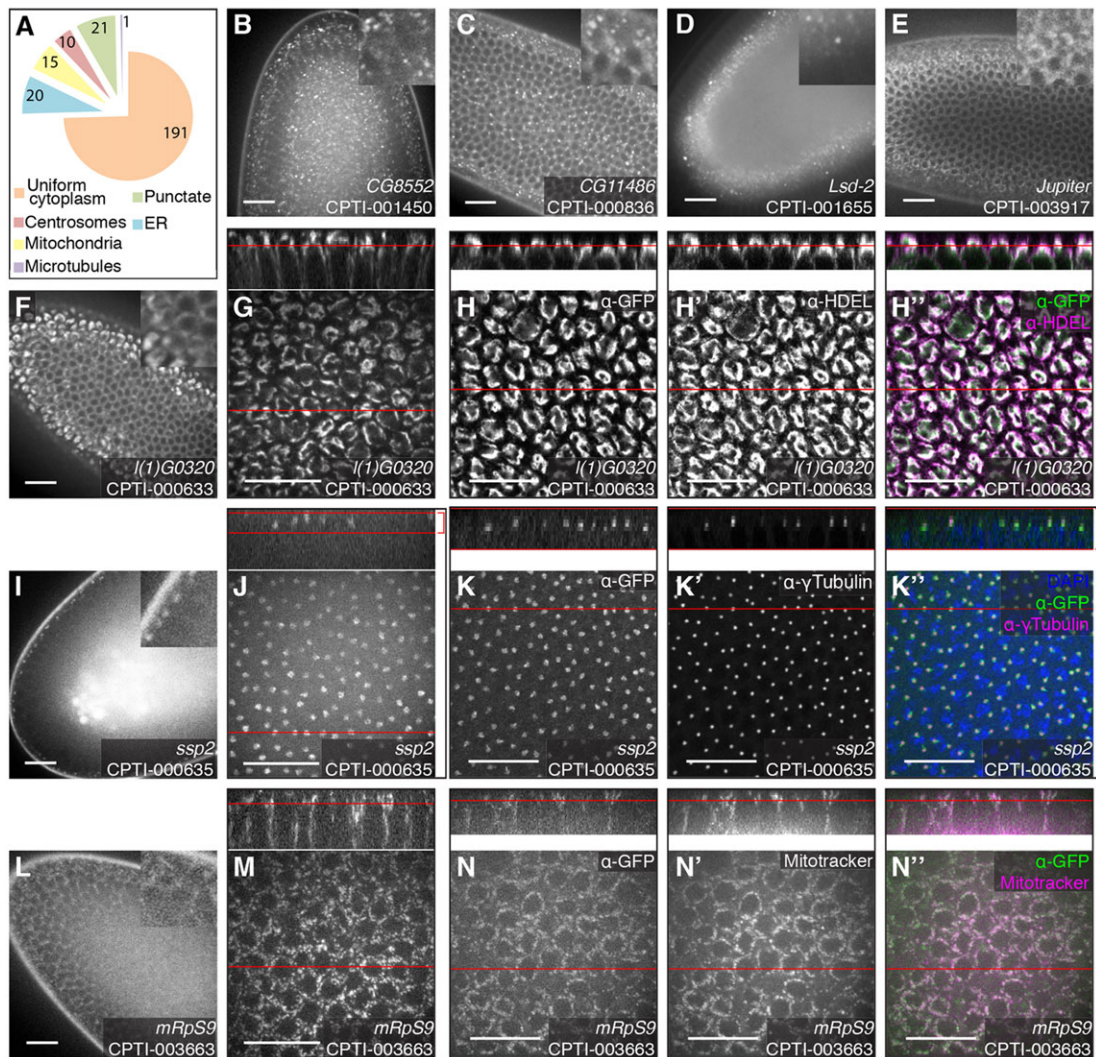 A
21
1
10
15
20
191
Uniform cytoplasm
Punctate
Centrosomes
ER
Mitochondria
Microtubules
B
CG8552
CPTI-001450
C
CG11486
CPTI-000836
D
Lsd-2
CPTI-001655
E
Jupiter
CPTI-003917
F
l(1)G0320
CPTI-000633
G
l(1)G0320
CPTI-000633
H
α-GFP
l(1)G0320
CPTI-000633
H'
α-HDEL
l(1)G0320
CPTI-000633
H''
α-GFP
α-HDEL
l(1)G0320
CPTI-000633
I
ssp2
CPTI-000635
J
ssp2
CPTI-000635
K
α-GFP
ssp2
CPTI-000635
K'
α-γTubulin
ssp2
CPTI-000635
K''
DAPI
α-GFP
α-γTubulin
ssp2
CPTI-000635
L
mRpS9
CPTI-003663
M
mRpS9
CPTI-003663
N
α-GFP
mRpS9
CPTI-003663
N'
Mitotracker
mRpS9
CPTI-003663
N''
α-GFP
Mitotracker
mRpS9
CPTI-003663